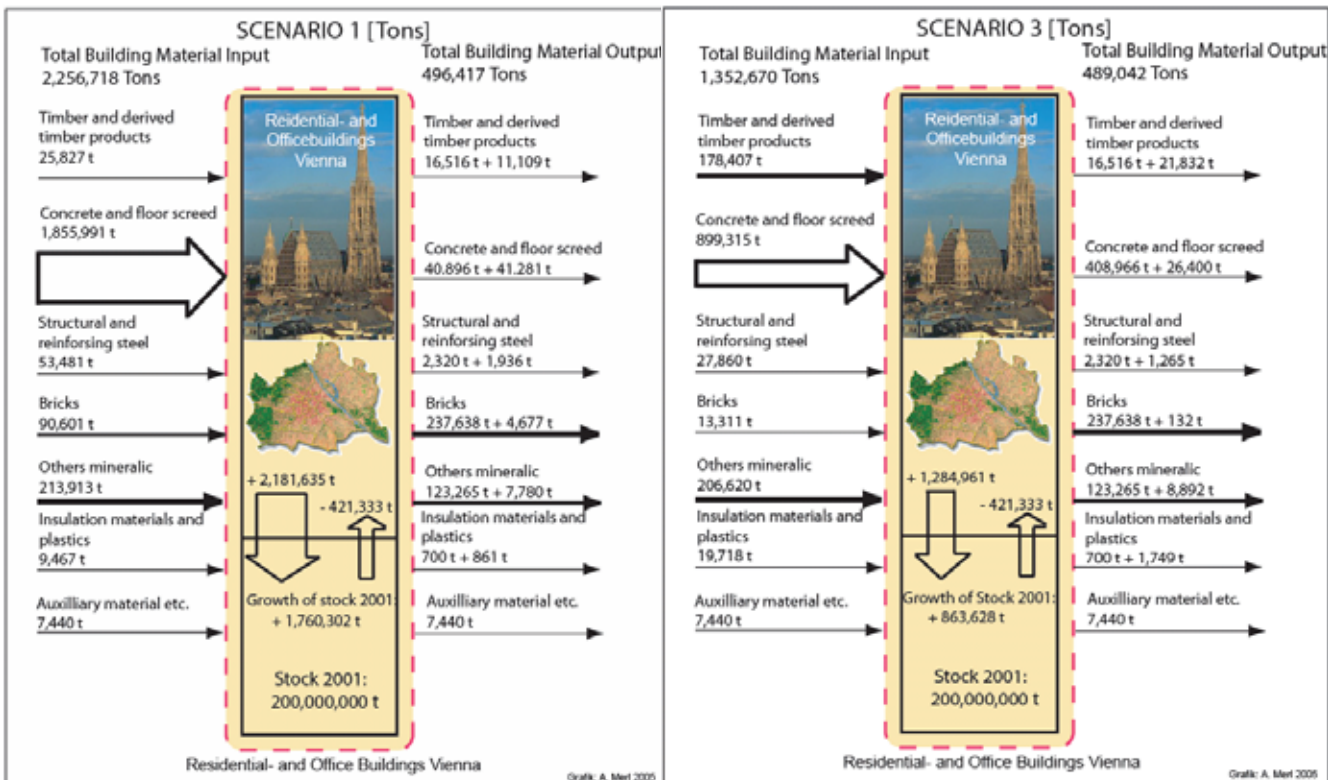 SCENARIO 1 [Tons]
Total Building Material Input
2,256,718 Tons
Total Building Material Output
496,417 Tons
Timber and derived
timber products
25,827 t
Concrete and floor screed
1,855,991 t
Structural and
reinforsing steel
53,481 t
Bricks
90,601 t
Others mineralic
213,913 t
Insulation materials and
plastics
9,467 t
Auxilliary material etc.
7,440 t
Reidential- and
Officebuildings
Vienna
+ 2,181,635 t
- 421,333 t
Growth of stock 2001:
+ 1,760,302 t
Stock 2001:
200,000,000 t
Timber and derived
timber products
16,516 t + 11,109 t
Concrete and floor screed
40.896 t + 41.281 t
Structural and
reinforsing steel
2,320 t + 1,936 t
Bricks
237,638 t + 4,677 t
Others mineralic
123,265 t + 7,780 t
Insulation materials and
plastics
700 t + 861 t
Auxilliary material etc.
7,440 t
Residential- and Office Buildings Vienna
Grafik: A. Merl 2005
SCENARIO 3 [Tons]
Total Building Material Input
1,352,670 Tons
Total Building Material Output
489,042 Tons
Timber and derived
timber products
178,407 t
Concrete and floor screed
899,315 t
Structural and
reinforsing steel
27,860 t
Bricks
13,311 t
Others mineralic
206,620 t
Insulation materials and
plastics
19,718 t
Auxilliary material etc.
7,440 t
Reidential- and
Officebuildings
Vienna
+ 1,284,961 t
- 421,333 t
Growth of Stock 2001:
+ 863,628 t
Stock 2001:
200,000,000 t
Timber and derived
timber products
16,516 t + 21,832 t
Concrete and floor screed
408,966 t + 26,400 t
Structural and
reinforsing steel
2,320 t + 1,265 t
Bricks
237,638 t + 132 t
Others mineralic
123,265 t + 8,892 t
Insulation materials and
plastics
700 t + 1,749 t
Auxilliary material etc.
7,440 t
Residential- and Office Buildings Vienna
Grafik: A. Merl 2005